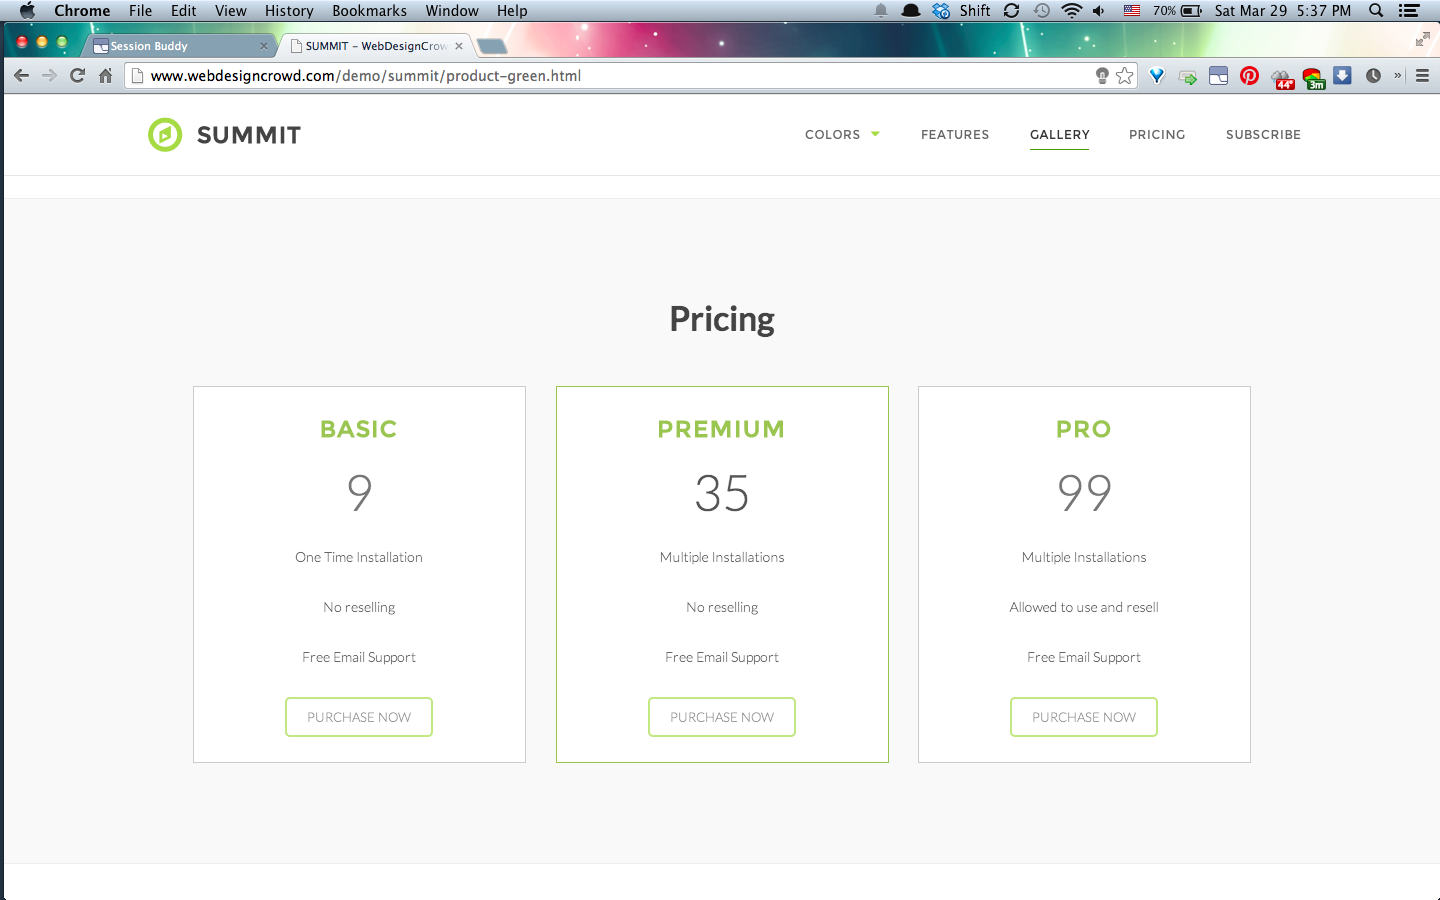 Chrome File Edit View History Bookmarks Window Help Shift 70% Sat Mar 29 5:37 PM
Session Buddy SUMMIT – WebDesignCrow
www.webdesigncrowd.com/demo/summit/product-green.html 44° 3m »
SUMMIT COLORS FEATURES GALLERY PRICING SUBSCRIBE
Pricing
BASIC PREMIUM PRO
9 35 99
One Time Installation Multiple Installations Multiple Installations
No reselling No reselling Allowed to use and resell
Free Email Support Free Email Support Free Email Support
PURCHASE NOW PURCHASE NOW PURCHASE NOW